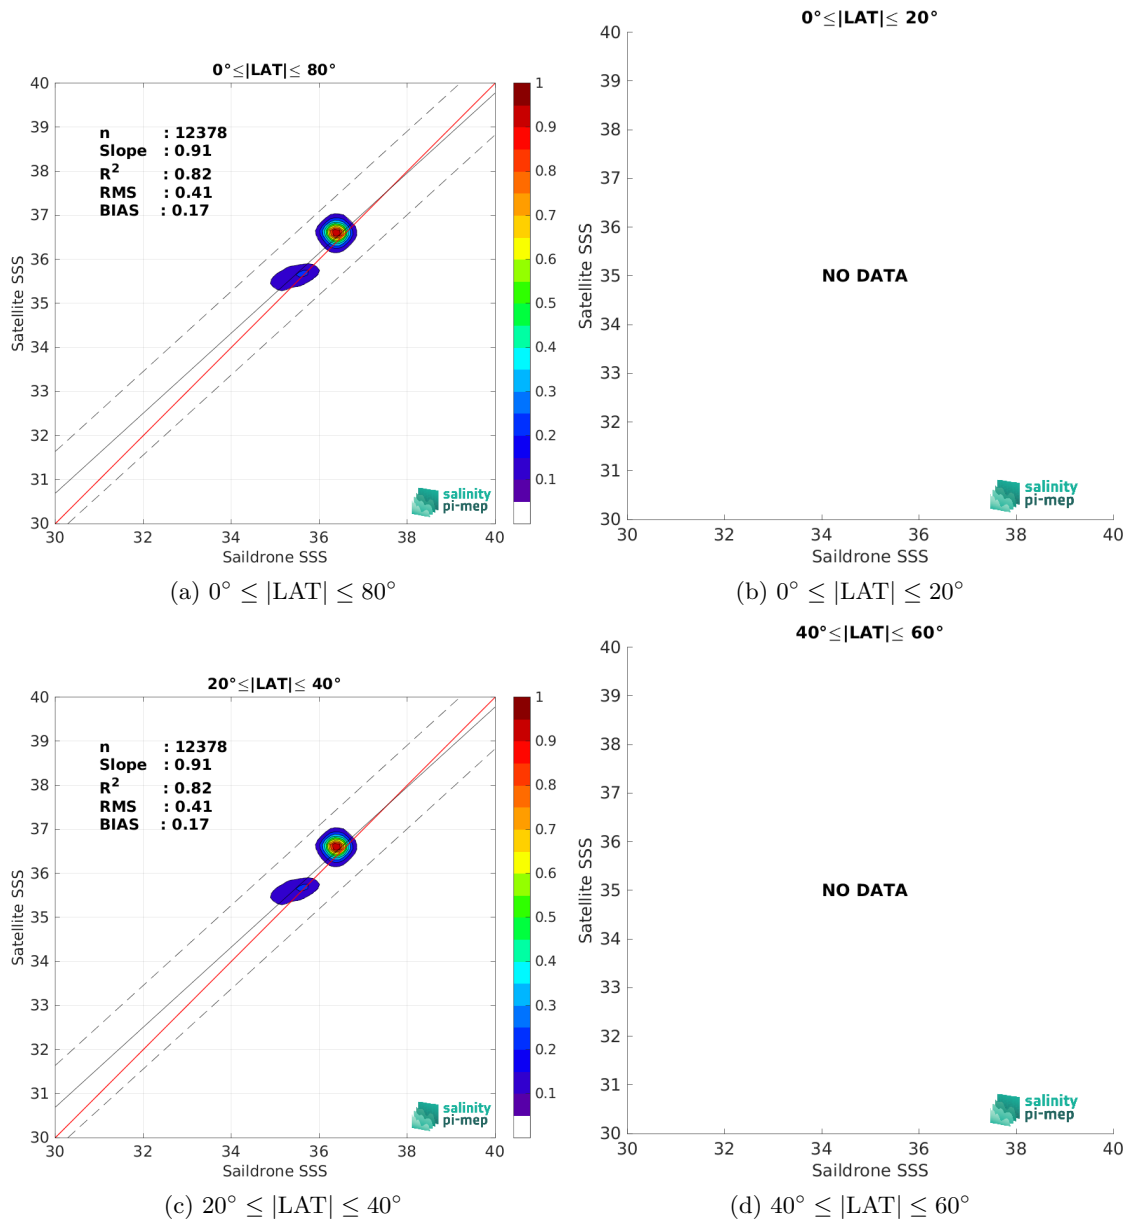 0°≤|LAT|≤ 80°
40
39
38
37
36
35
34
33
32
31
30
Satellite SSS
n : 12378
Slope : 0.91
R² : 0.82
RMS : 0.41
BIAS : 0.17
salinity
pi-mep
30 32 34 36 38 40
Saildrone SSS
1
0.9
0.8
0.7
0.6
0.5
0.4
0.3
0.2
0.1
(a) 0° ≤ |LAT| ≤ 80°
0°≤|LAT|≤ 20°
40
39
38
37
36
35
34
33
32
31
30
Satellite SSS
NO DATA
salinity
pi-mep
30 32 34 36 38 40
Saildrone SSS
(b) 0° ≤ |LAT| ≤ 20°
20°≤|LAT|≤ 40°
40
39
38
37
36
35
34
33
32
31
30
Satellite SSS
n : 12378
Slope : 0.91
R² : 0.82
RMS : 0.41
BIAS : 0.17
salinity
pi-mep
30 32 34 36 38 40
Saildrone SSS
1
0.9
0.8
0.7
0.6
0.5
0.4
0.3
0.2
0.1
(c) 20° ≤ |LAT| ≤ 40°
40°≤|LAT|≤ 60°
40
39
38
37
36
35
34
33
32
31
30
Satellite SSS
NO DATA
salinity
pi-mep
30 32 34 36 38 40
Saildrone SSS
(d) 40° ≤ |LAT| ≤ 60°